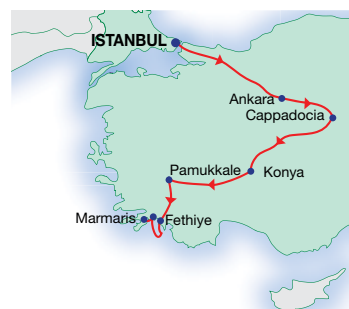 ISTANBUL
Ankara
Cappadocia
Pamukkale
Konya
Marmaris
Fethiye